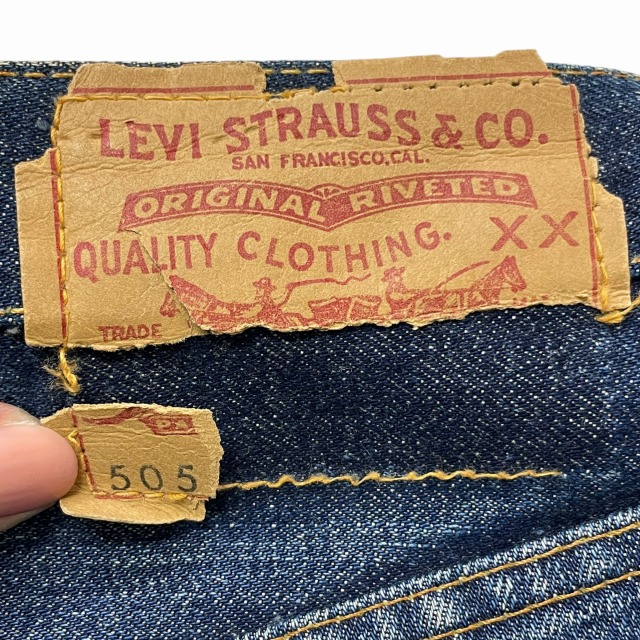 LEVI STRAUSS & CO.
SAN FRANCISCO, CAL.
ORIGINAL RIVETED
QUALITY CLOTHING. XX
TRADE
505